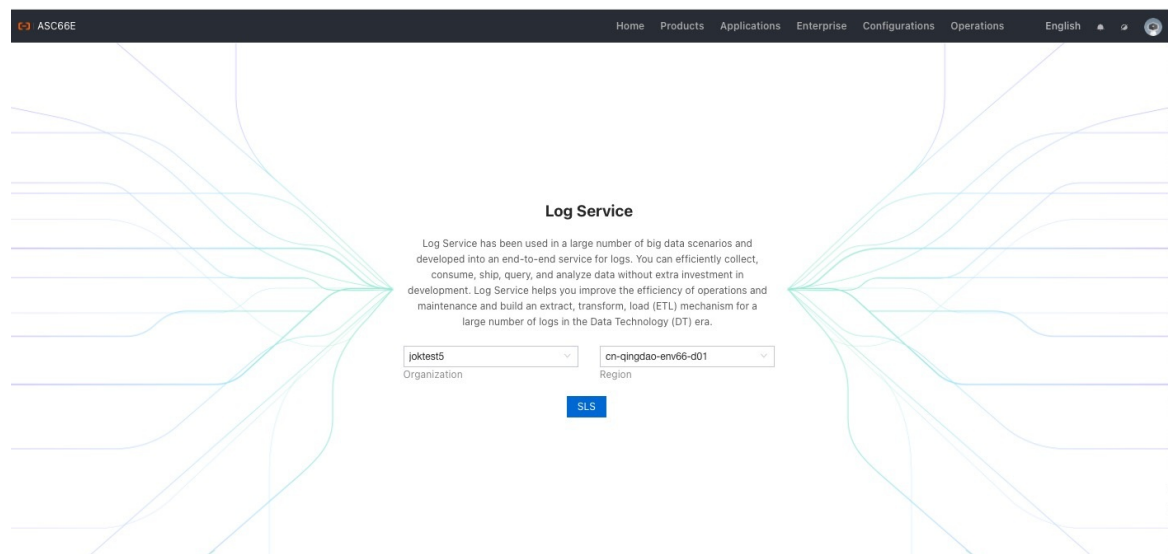 ASC66E Home Products Applications Enterprise Configurations Operations English
Log Service
Log Service has been used in a large number of big data scenarios and
developed into an end-to-end service for logs. You can efficiently collect,
consume, ship, query, and analyze data without extra investment in
development. Log Service helps you improve the efficiency of operations and
maintenance and build an extract, transform, load (ETL) mechanism for a
large number of logs in the Data Technology (DT) era.
joktest5 cn-qingdao-env66-d01
Organization Region
SLS